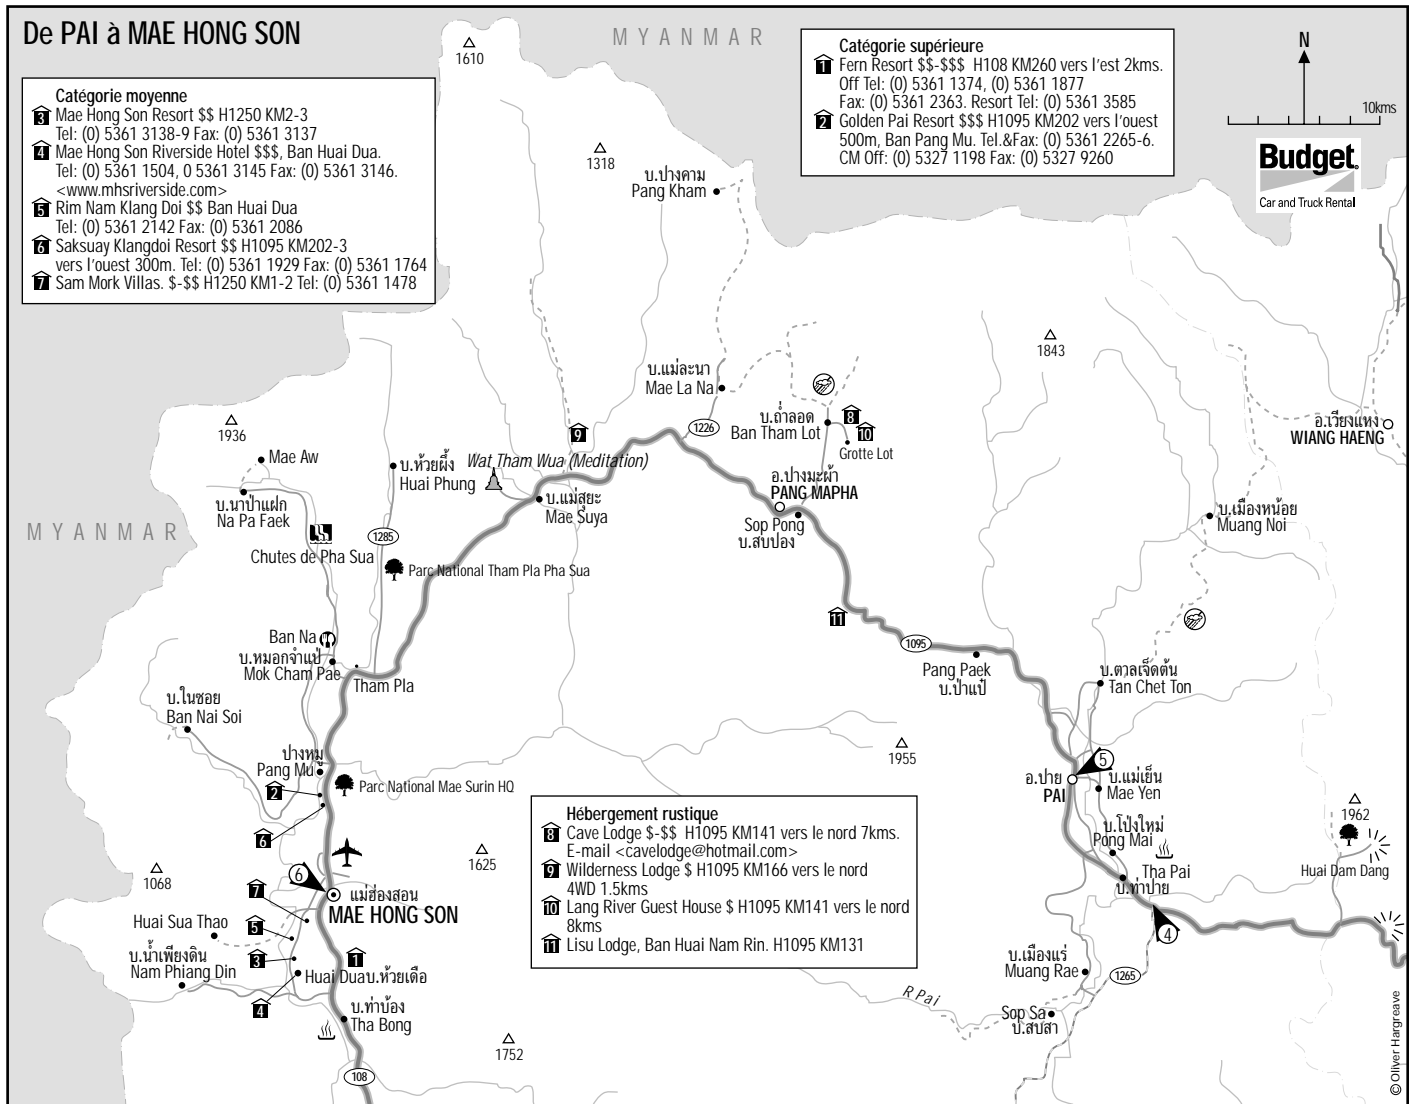 De PAI à MAE HONG SON
MYANMAR
1610
Catégorie moyenne
3 Mae Hong Son Resort $$ H1250 KM2-3
Tel: (0) 5361 3138-9 Fax: (0) 5361 3137
4 Mae Hong Son Riverside Hotel $$$, Ban Huai Dua.
Tel: (0) 5361 1504, 0 5361 3145 Fax: (0) 5361 3146.
<www.mhsriverside.com>
5 Rim Nam Klang Doi $$ Ban Huai Dua
Tel: (0) 5361 2142 Fax: (0) 5361 2086
6 Saksuay Klangdoi Resort $$ H1095 KM202-3
vers l'ouest 300m. Tel: (0) 5361 1929 Fax: (0) 5361 1764
7 Sam Mork Villas. $-$$ H1250 KM1-2 Tel: (0) 5361 1478
Catégorie supérieure
1 Fern Resort $$-$$$ H108 KM260 vers l'est 2kms.
Off Tel: (0) 5361 1374, (0) 5361 1877
Fax: (0) 5361 2363. Resort Tel: (0) 5361 3585
2 Golden Pai Resort $$$ H1095 KM202 vers l'ouest
500m, Ban Pang Mu. Tel.&Fax: (0) 5361 2265-6.
CM Off: (0) 5327 1198 Fax: (0) 5327 9260
N
10kms
Budget
Car and Truck Rental
1318
บ.ปางคาม
Pang Kham
1843
บ.แม่ละนา
Mae La Na
1226
บ.ถ้ำลอด
Ban Tham Lot
8
10
Grotte Lot
อ.เวียงแหง
WIANG HAENG
1936
Mae Aw
บ.นาป่าแฝก
Na Pa Faek
บ.ห้วยผึ้ง
Huai Phung
9
Wat Tham Wua (Meditation)
บ.แม่สุยะ
Mae Suya
อ.ปางมะผ้า
PANG MAPHA
Sop Pong
บ.สบปอง
บ.เมืองหน้อย
Muang Noi
MYANMAR
Chutes de Pha Sua
1285
Parc National Tham Pla Pha Sua
11
1095
Ban Na
บ.หมอกจำแป่
Mok Cham Pae
Tham Pla
Pang Paek
บ.ป่าแป๋
บ.ตาลเจ็ดต้น
Tan Chet Ton
บ.ในซอย
Ban Nai Soi
ปางหมู
Pang Mu
Parc National Mae Surin HQ
2
6
1955
5
อ.ปาย
PAI
บ.แม่เย็น
Mae Yen
บ.โป่งใหม่
Pong Mai
Tha Pai
บ.ท่าปาย
1962
Huai Dam Dang
4
Hébergement rustique
8 Cave Lodge $-$$ H1095 KM141 vers le nord 7kms.
E-mail <cavelodge@hotmail.com>
9 Wilderness Lodge $ H1095 KM166 vers le nord
4WD 1.5kms
10 Lang River Guest House $ H1095 KM141 vers le nord
8kms
11 Lisu Lodge, Ban Huai Nam Rin. H1095 KM131
1068
1625
6
แม่ฮ่องสอน
MAE HONG SON
7
Huai Sua Thao
5
บ.น้ำเพียงดิน
Nam Phiang Din
3
1
Huai Dua บ.ห้วยเดือ
4
บ.ท่าบ้อง
Tha Bong
1752
108
R Pai
บ.เมืองแร่
Muang Rae
1265
Sop Sa
บ.สบสา
© Oliver Hargreave